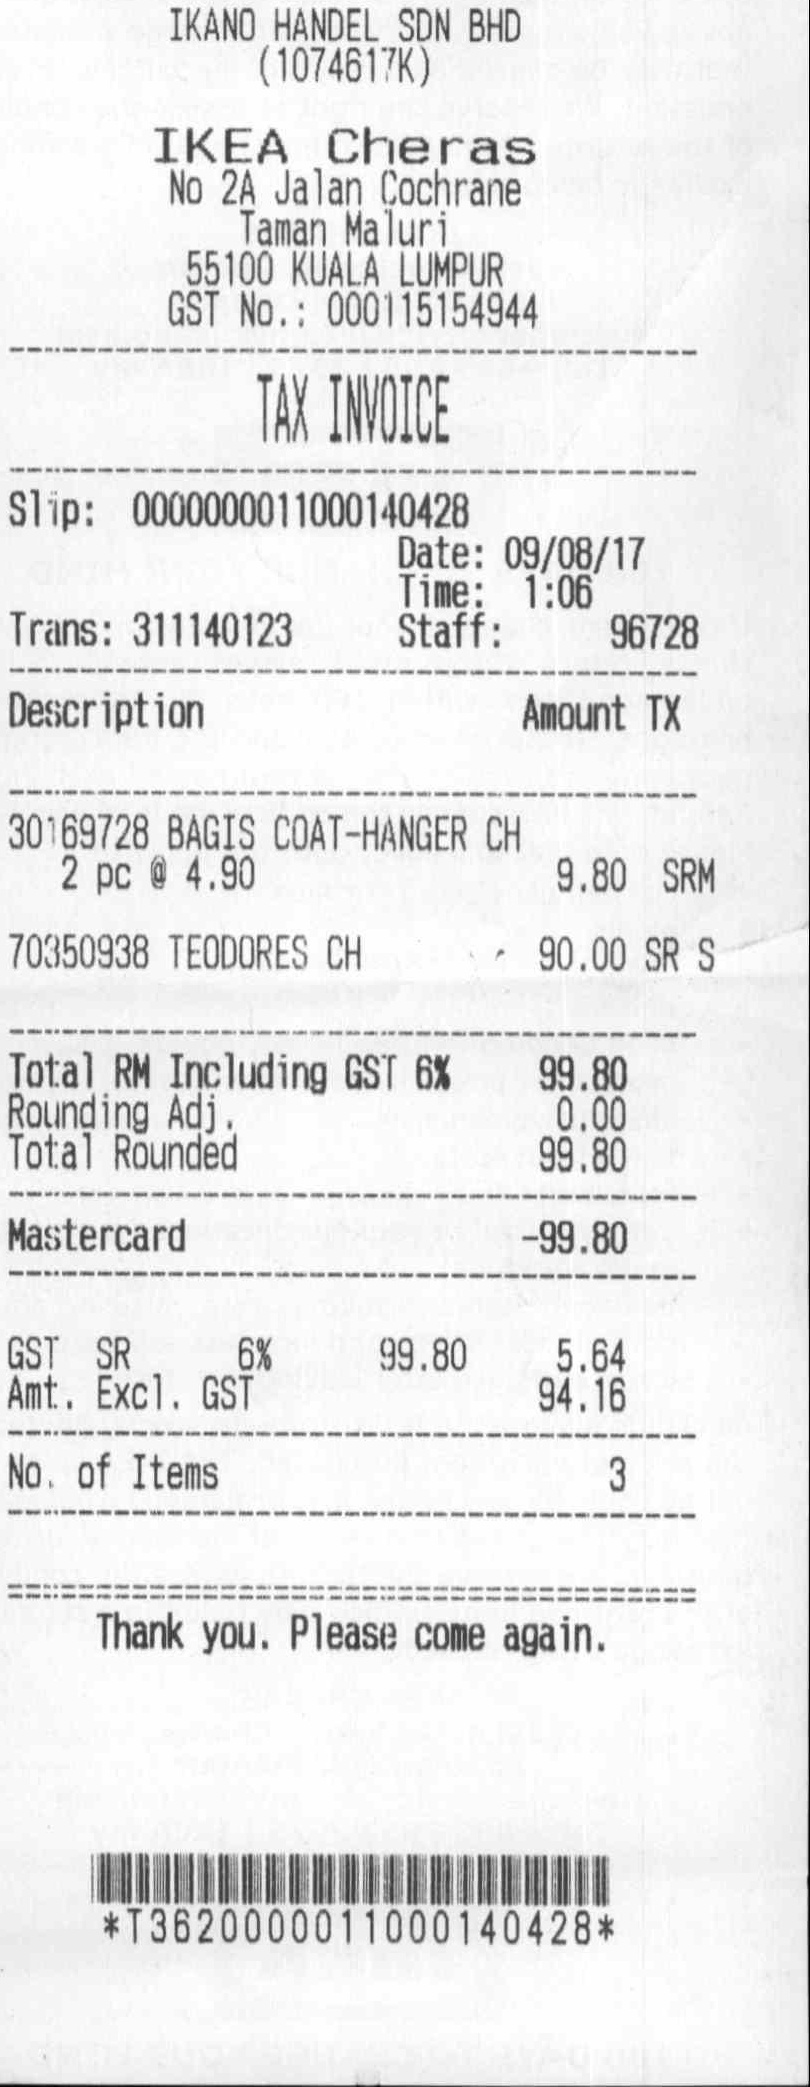 IKANO HANDEL SDN BHD
(1074617K)
IKEA Cheras
No 2A Jalan Cochrane
Taman Maluri
55100 KUALA LUMPUR
GST No.: 000115154944
TAX INVOICE
Slip: 0000000011000140428
Date: 09/08/17
Time: 1:06
Trans: 311140123 Staff: 96728
Description Amount TX
30169728 BAGIS COAT-HANGER CH
2 pc @ 4.90 9.80 SRM
70350938 TEODORES CH 90.00 SR S
Total RM Including GST 6% 99.80
Rounding Adj. 0.00
Total Rounded 99.80
Mastercard -99.80
GST SR 6% 99.80 5.64
Amt. Excl. GST 94.16
No. of Items 3
Thank you. Please come again.
*T3620000011000140428*